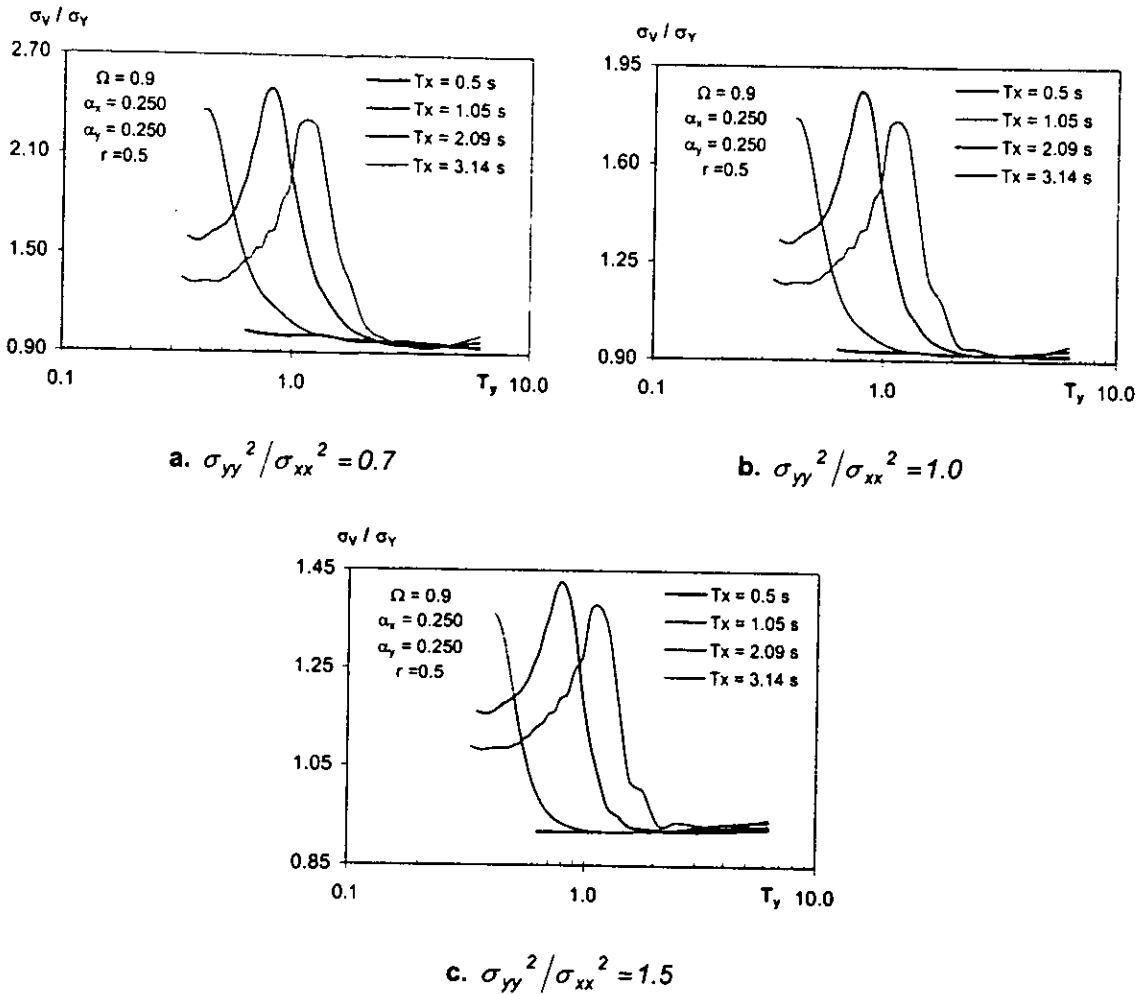 σV / σY
2.70
2.10
1.50
0.90
0.1
1.0
Ty
10.0
Ω = 0.9
αx = 0.250
αy = 0.250
r =0.5
Tx = 0.5 s
Tx = 1.05 s
Tx = 2.09 s
Tx = 3.14 s
a. σyy²/σxx² = 0.7
σV / σY
1.95
1.60
1.25
0.90
0.1
1.0
Ty
10.0
Ω = 0.9
αx = 0.250
αy = 0.250
r =0.5
Tx = 0.5 s
Tx = 1.05 s
Tx = 2.09 s
Tx = 3.14 s
b. σyy²/σxx² = 1.0
σV / σY
1.45
1.25
1.05
0.85
0.1
1.0
Ty
10.0
Ω = 0.9
αx = 0.250
αy = 0.250
r =0.5
Tx = 0.5 s
Tx = 1.05 s
Tx = 2.09 s
Tx = 3.14 s
c. σyy²/σxx² = 1.5